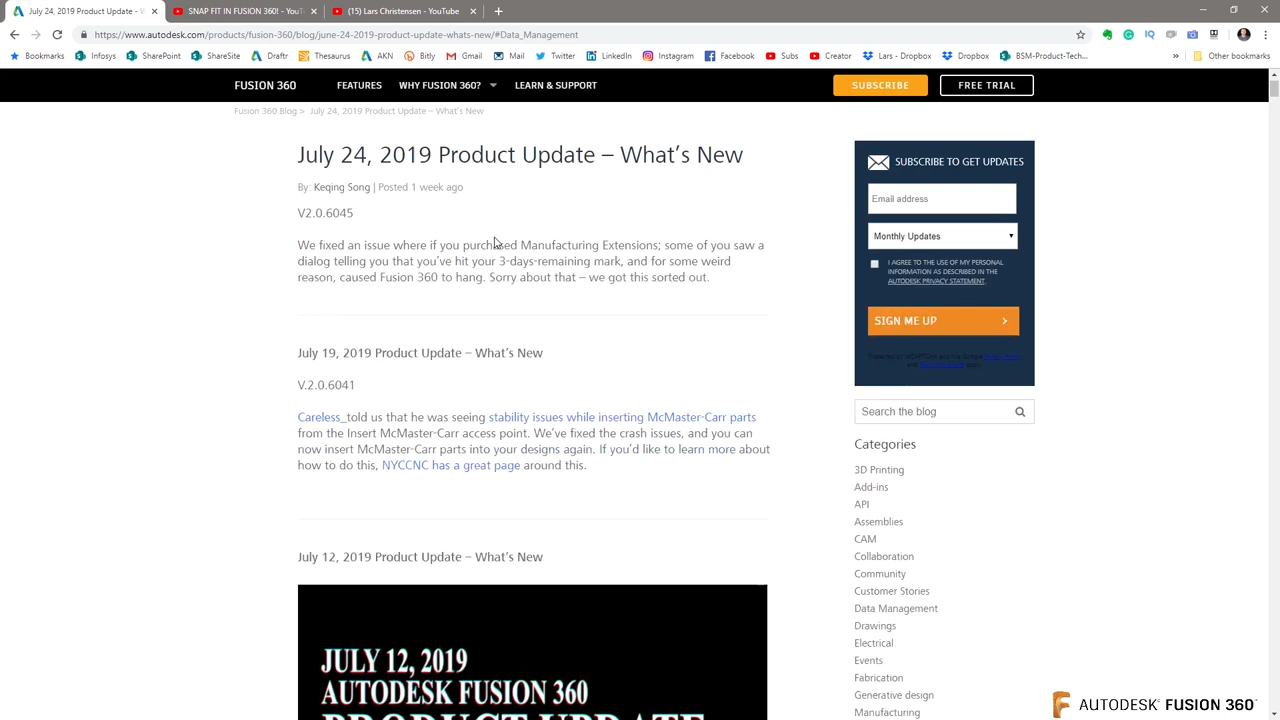 July 24, 2019 Product Update - W
SNAP FIT IN FUSION 360! - YouT
(15) Lars Christensen
https://www.autodesk.com/products/fusion-360/blog/june-24-2019-product-update-whats-new/#Data_Management
Bookmarks Infosys SharePoint ShareSite Draftr Thesaurus AKN Bitly Gmail Mail Twitter LinkedIn Instagram Facebook Subs Creator Lars - Dropbox Dropbox BSM-Product-Tech... » Other bookmarks
FUSION 360 FEATURES WHY FUSION 360? LEARN & SUPPORT SUBSCRIBE FREE TRIAL
Fusion 360 Blog > July 24, 2019 Product Update – What's New
July 24, 2019 Product Update – What's New
By: Keqing Song | Posted 1 week ago
V2.0.6045
We fixed an issue where if you purchased Manufacturing Extensions; some of you saw a
dialog telling you that you've hit your 3-days-remaining mark, and for some weird
reason, caused Fusion 360 to hang. Sorry about that – we got this sorted out.
July 19, 2019 Product Update – What's New
V.2.0.6041
Careless_told us that he was seeing stability issues while inserting McMaster-Carr parts
from the Insert McMaster-Carr access point. We've fixed the crash issues, and you can
now insert McMaster-Carr parts into your designs again. If you'd like to learn more about
how to do this, NYCCNC has a great page around this.
July 12, 2019 Product Update – What's New
JULY 12, 2019
AUTODESK FUSION 360
PRODUCT UPDATE
SUBSCRIBE TO GET UPDATES
Email address
Monthly Updates
I AGREE TO THE USE OF MY PERSONAL
INFORMATION AS DESCRIBED IN THE
AUTODESK PRIVACY STATEMENT.
SIGN ME UP >
Search the blog
Categories
3D Printing
Add-ins
API
Assemblies
CAM
Collaboration
Community
Customer Stories
Data Management
Drawings
Electrical
Events
Fabrication
Generative design
Manufacturing
AUTODESK® FUSION 360™